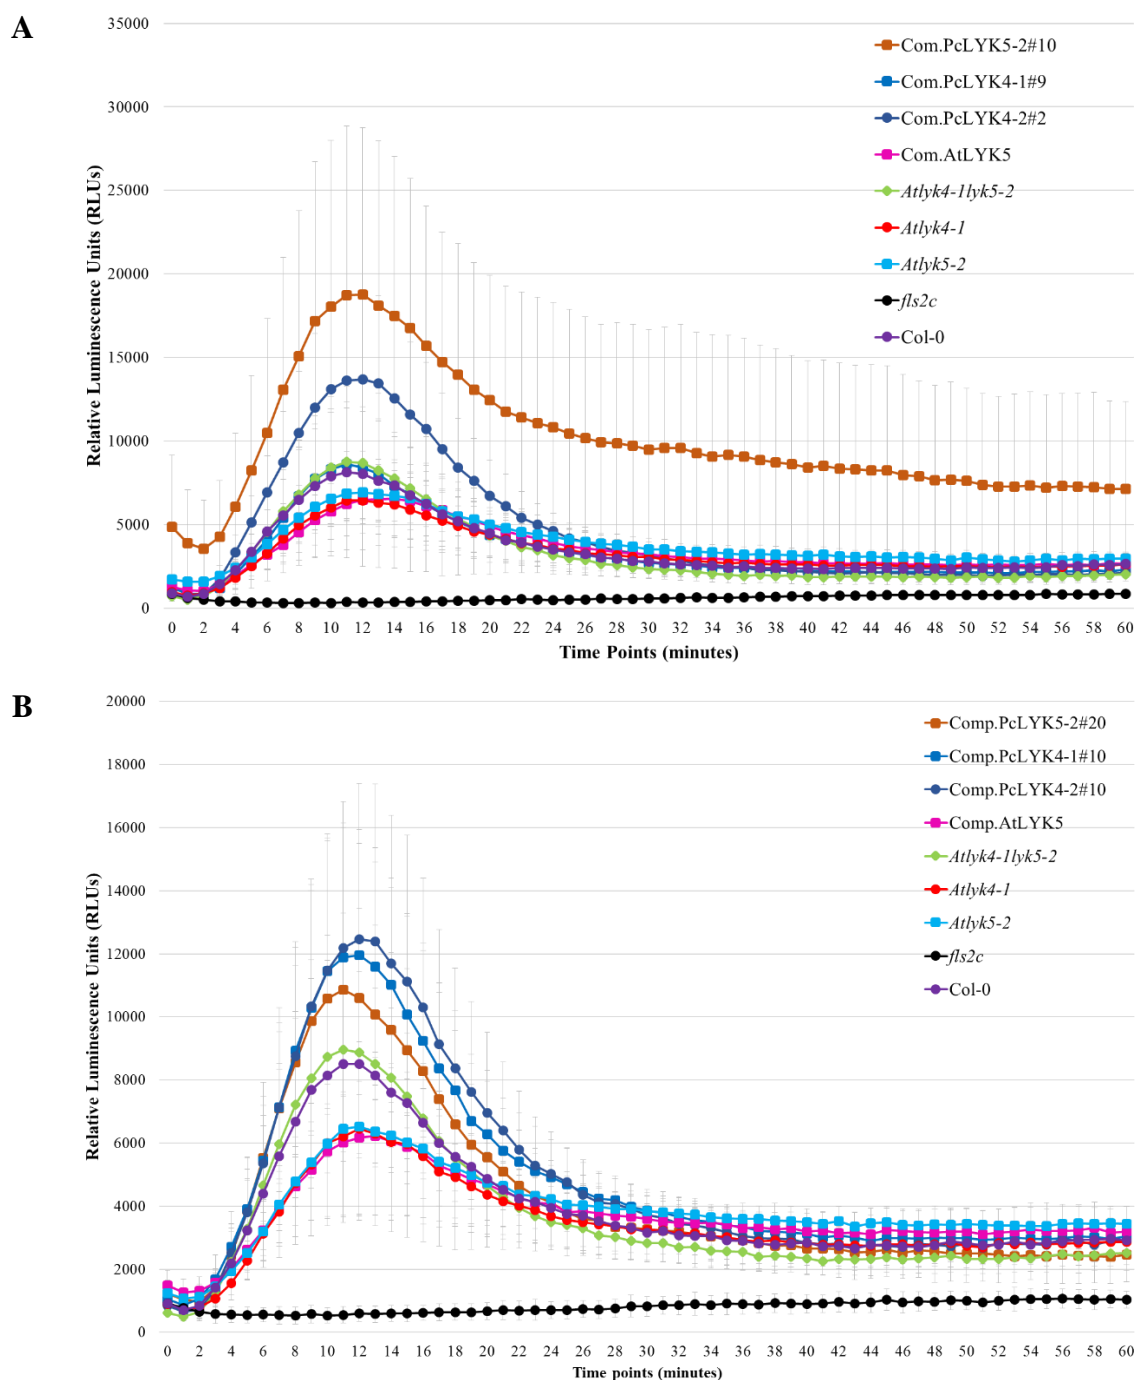 A
35000
30000
25000
20000
15000
10000
5000
0
Relative Luminescence Units (RLUs)
Com.PcLYK5-2#10
Com.PcLYK4-1#9
Com.PcLYK4-2#2
Com.AtLYK5
Atlyk4-1lyk5-2
Atlyk4-1
Atlyk5-2
fls2c
Col-0
0 2 4 6 8 10 12 14 16 18 20 22 24 26 28 30 32 34 36 38 40 42 44 46 48 50 52 54 56 58 60
Time Points (minutes)
B
20000
18000
16000
14000
12000
10000
8000
6000
4000
2000
0
Relative Luminescence Units (RLUs)
Comp.PcLYK5-2#20
Comp.PcLYK4-1#10
Comp.PcLYK4-2#10
Comp.AtLYK5
Atlyk4-1lyk5-2
Atlyk4-1
Atlyk5-2
fls2c
Col-0
0 2 4 6 8 10 12 14 16 18 20 22 24 26 28 30 32 34 36 38 40 42 44 46 48 50 52 54 56 58 60
Time points (minutes)